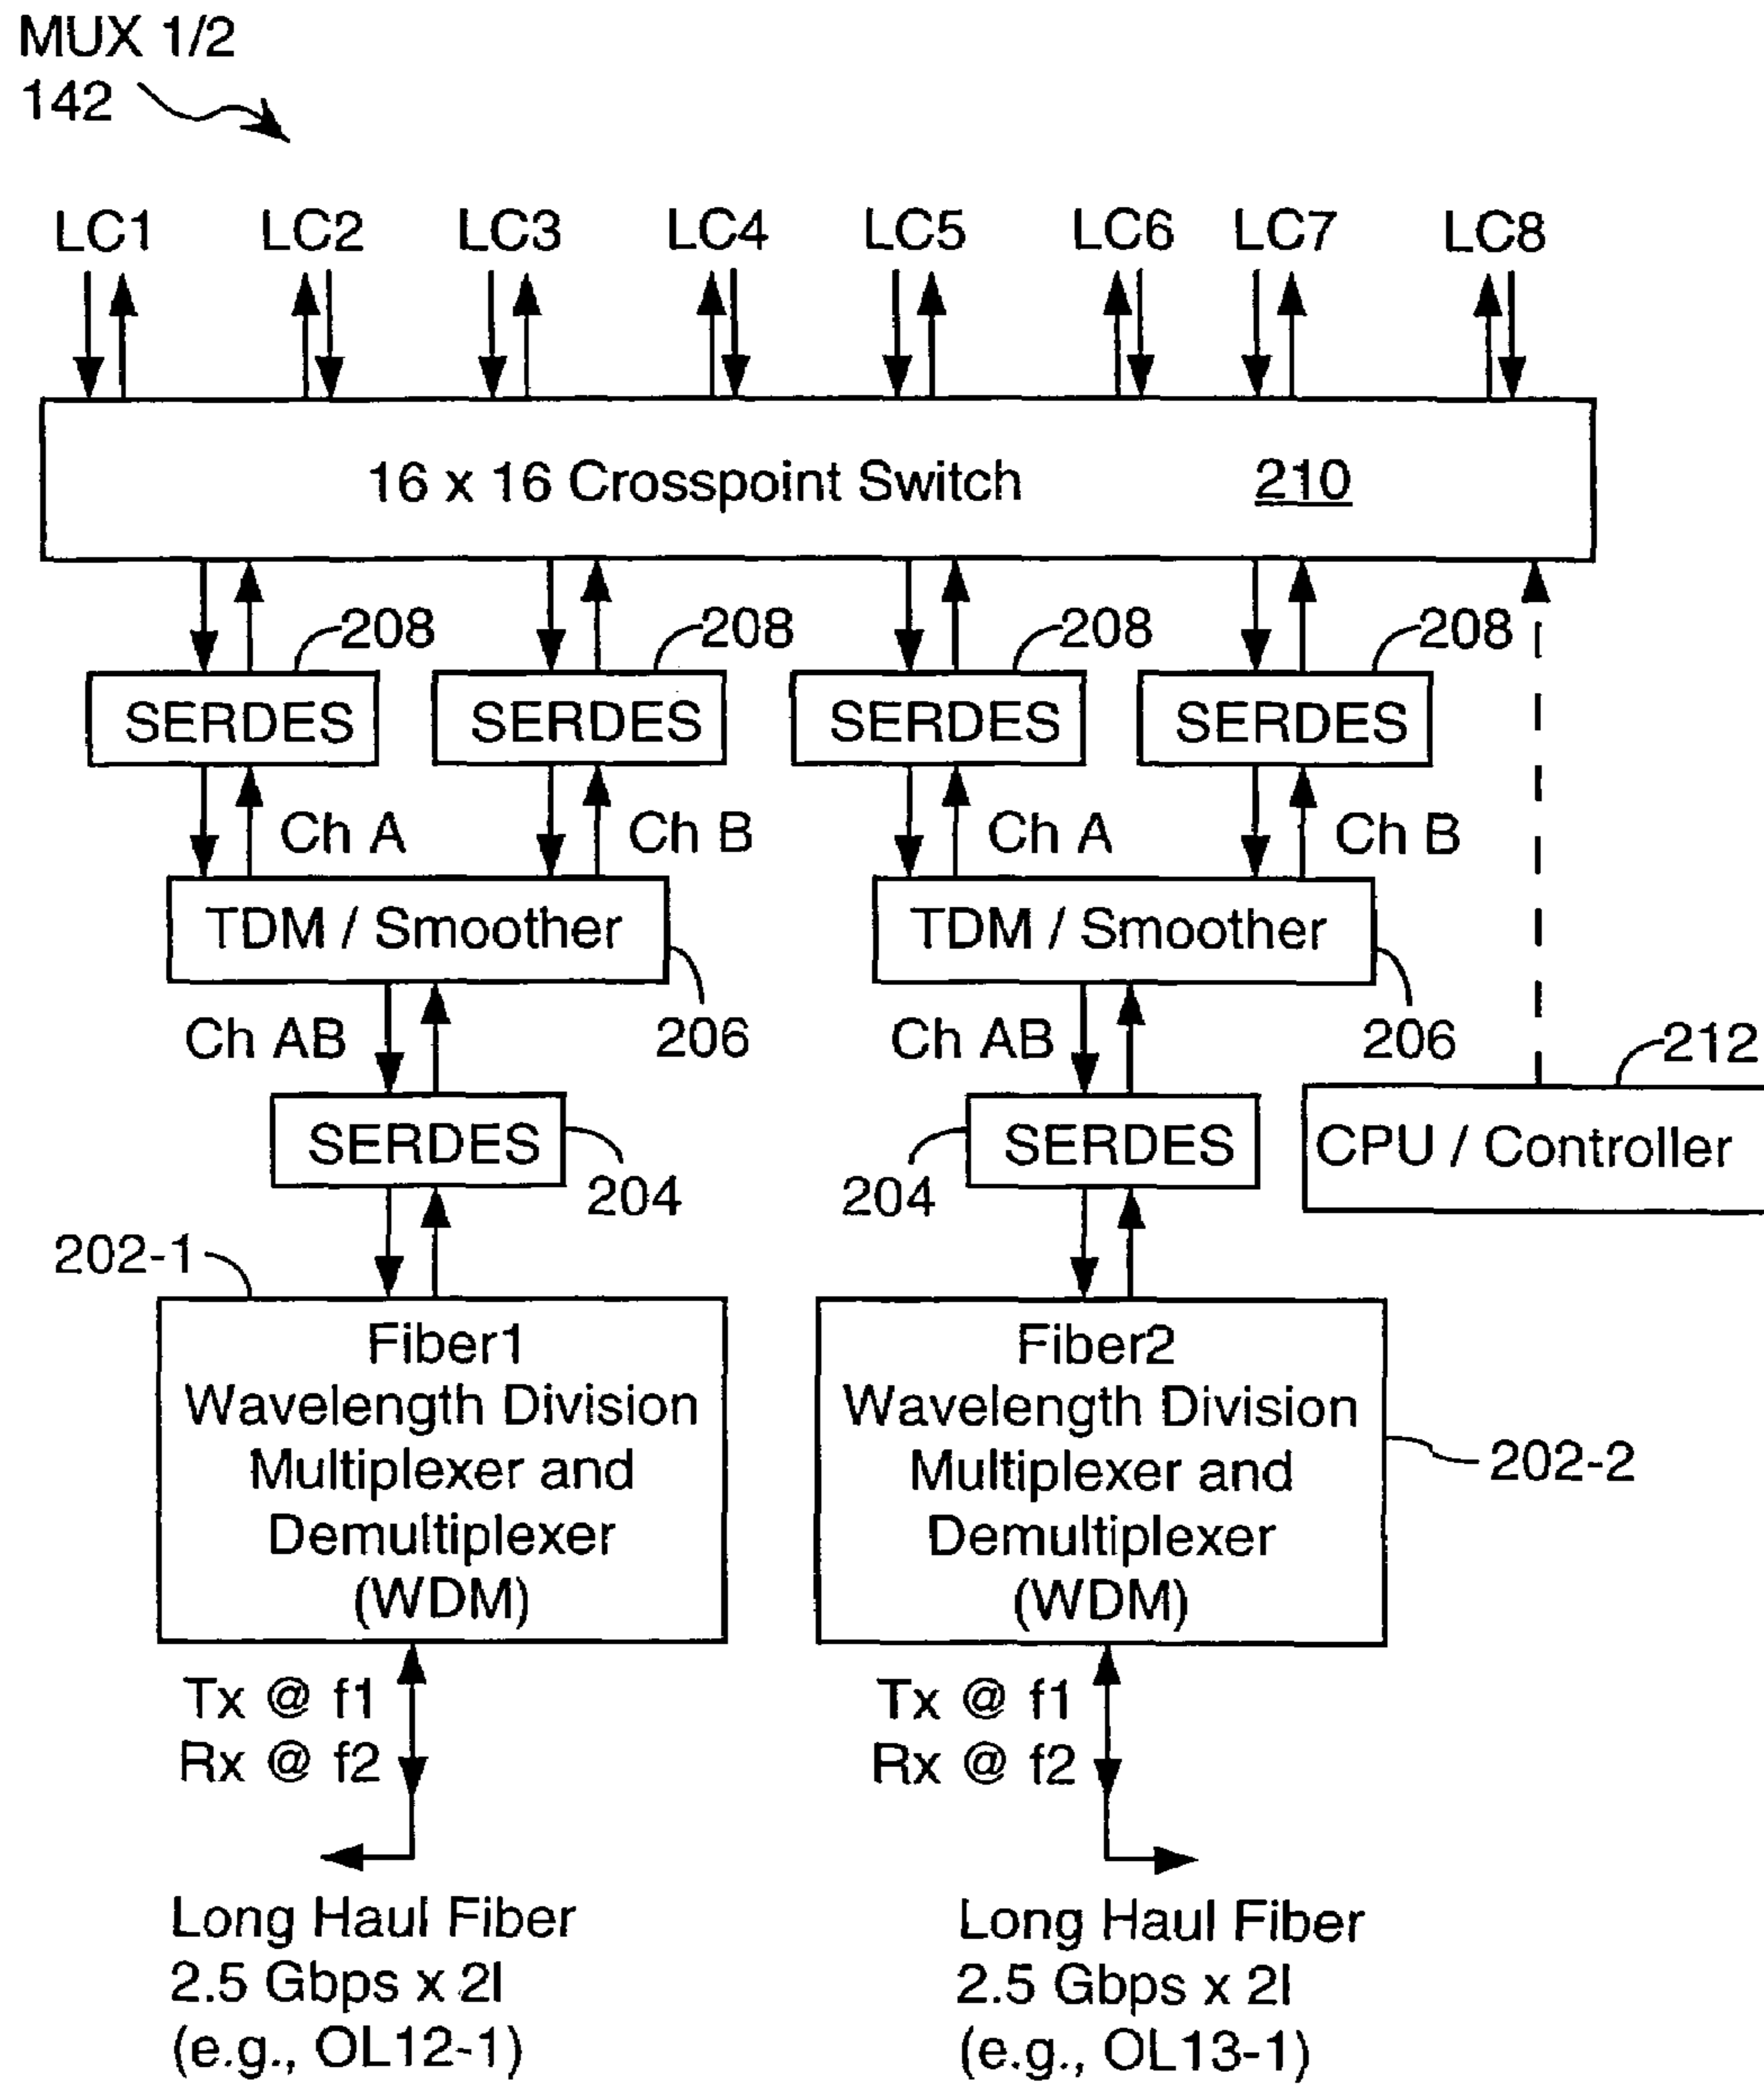 MUX 1/2
142
LC1 LC2 LC3 LC4 LC5 LC6 LC7 LC8
16 x 16 Crosspoint Switch 210
208 208 208 208
SERDES SERDES SERDES SERDES
Ch A Ch B Ch A Ch B
TDM / Smoother TDM / Smoother
Ch AB 206 Ch AB 206 212
SERDES SERDES CPU / Controller
204 204
202-1
Fiber1
Wavelength Division
Multiplexer and
Demultiplexer
(WDM)
Fiber2
Wavelength Division
Multiplexer and
Demultiplexer
(WDM)
202-2
Tx @ f1
Rx @ f2
Tx @ f1
Rx @ f2
Long Haul Fiber
2.5 Gbps x 2l
(e.g., OL12-1)
Long Haul Fiber
2.5 Gbps x 2l
(e.g., OL13-1)